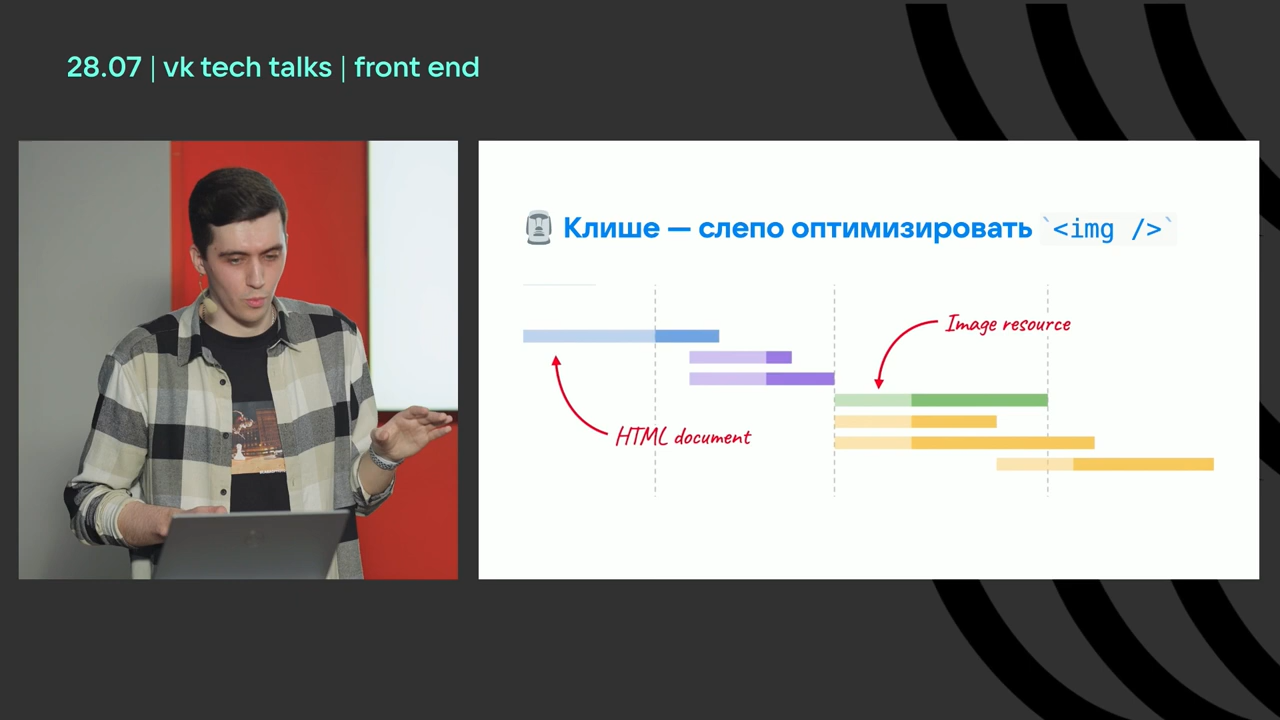 28.07 | vk tech talks | front end
Клише — слепо оптимизировать `<img />`
Image resource
HTML document